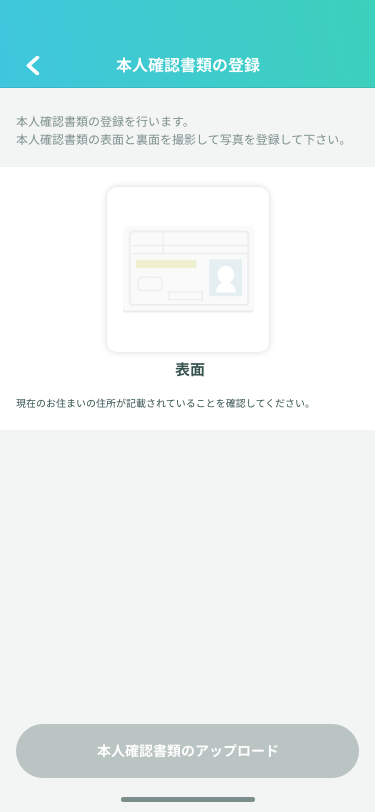 本人確認書類の登録
本人確認書類の登録を行います。
本人確認書類の表面と裏面を撮影して写真を登録して下さい。
表面
現在のお住まいの住所が記載されていることを確認してください。
本人確認書類のアップロード